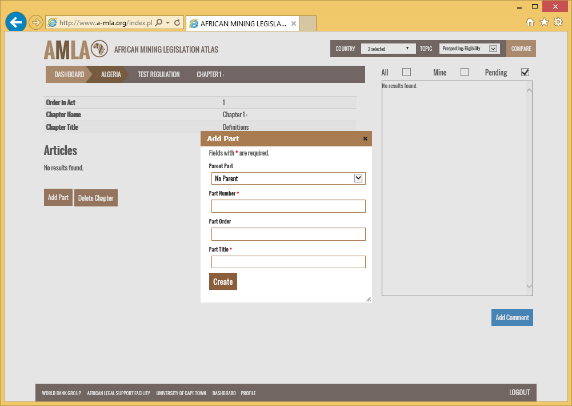 http://www.a-mla.org/index.pl
AFRICAN MINING LEGISLA...
AMLA AFRICAN MINING LEGISLATION ATLAS
COUNTRY 2 selected TOPIC Prospecting-Eligibility COMPARE
DASHBOARD ALGERIA TEST REGULATION CHAPTER 1 :
All Mine Pending
No results found.
Order in Act 1
Chapter Name Chapter 1 :
Chapter Title Definitions
Articles
No results found.
Add Part Delete Chapter
Add Part
Fields with * are required.
Parent Part
No Parent
Part Number *
Part Order
Part Title *
Create
Add Comment
WORLD BANK GROUP AFRICAN LEGAL SUPPORT FACILITY UNIVERSITY OF CAPE TOWN DASHBOARD PROFILE LOGOUT